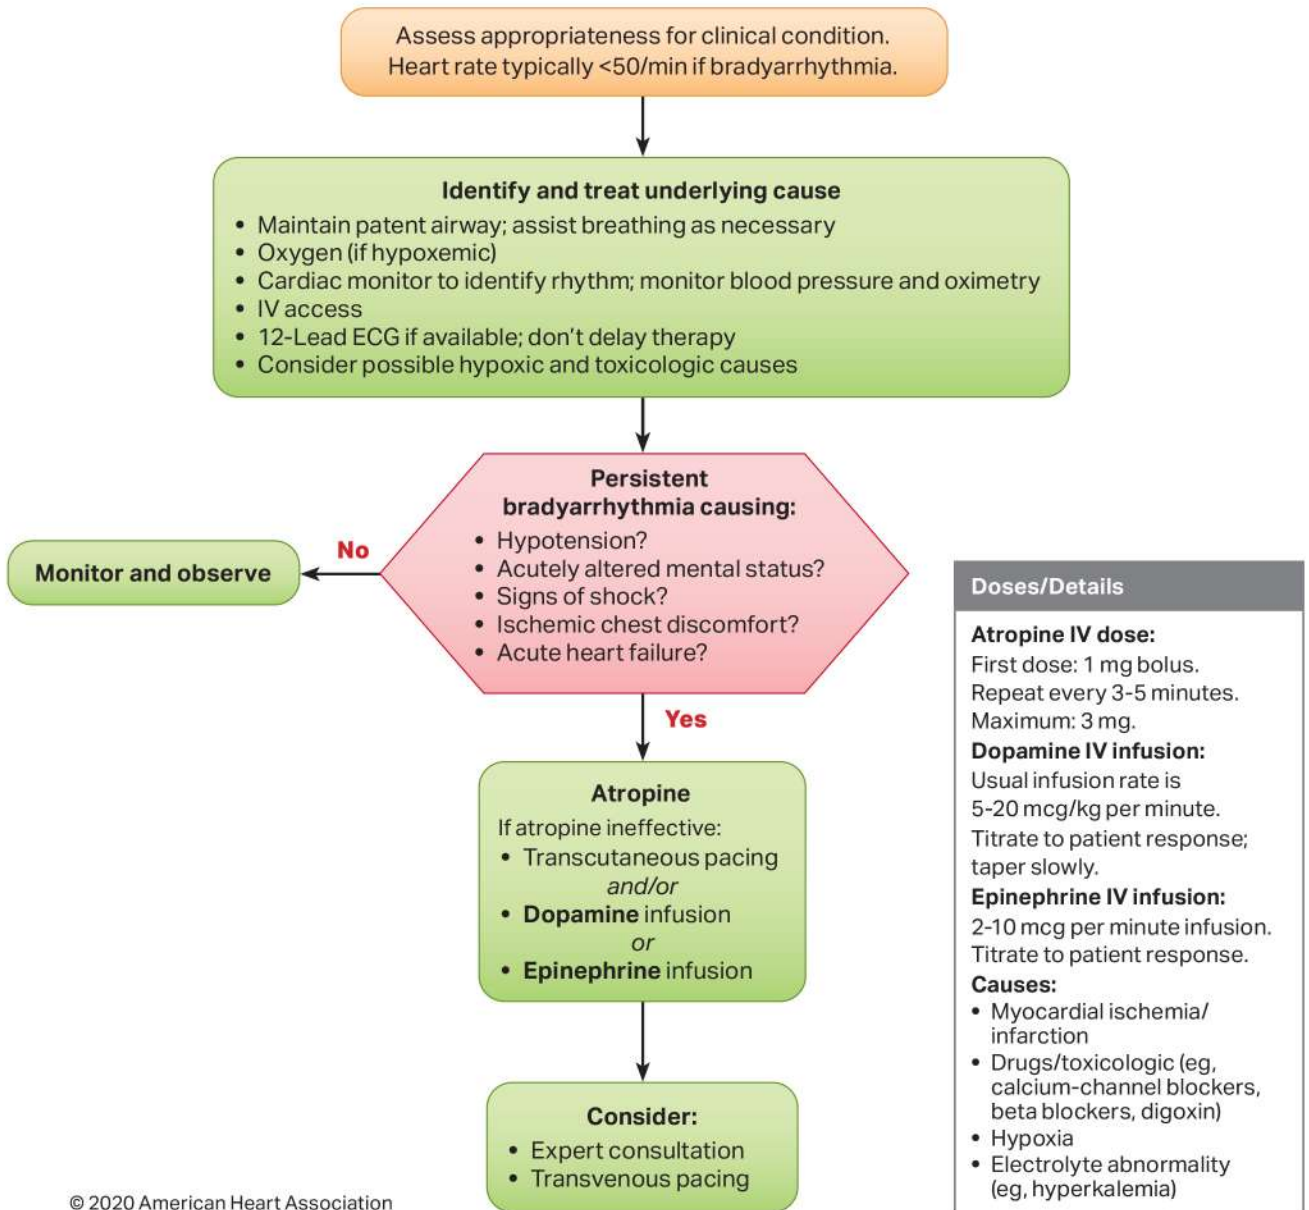 Assess appropriateness for clinical condition.
Heart rate typically <50/min if bradyarrhythmia.
Identify and treat underlying cause
• Maintain patent airway; assist breathing as necessary
• Oxygen (if hypoxemic)
• Cardiac monitor to identify rhythm; monitor blood pressure and oximetry
• IV access
• 12-Lead ECG if available; don’t delay therapy
• Consider possible hypoxic and toxicologic causes
Persistent
bradyarrhythmia causing:
• Hypotension?
• Acutely altered mental status?
• Signs of shock?
• Ischemic chest discomfort?
• Acute heart failure?
No
Monitor and observe
Yes
Atropine
If atropine ineffective:
• Transcutaneous pacing
and/or
• Dopamine infusion
or
• Epinephrine infusion
Consider:
• Expert consultation
• Transvenous pacing
Doses/Details
Atropine IV dose:
First dose: 1 mg bolus.
Repeat every 3-5 minutes.
Maximum: 3 mg.
Dopamine IV infusion:
Usual infusion rate is
5-20 mcg/kg per minute.
Titrate to patient response;
taper slowly.
Epinephrine IV infusion:
2-10 mcg per minute infusion.
Titrate to patient response.
Causes:
• Myocardial ischemia/
infarction
• Drugs/toxicologic (eg,
calcium-channel blockers,
beta blockers, digoxin)
• Hypoxia
• Electrolyte abnormality
(eg, hyperkalemia)
© 2020 American Heart Association